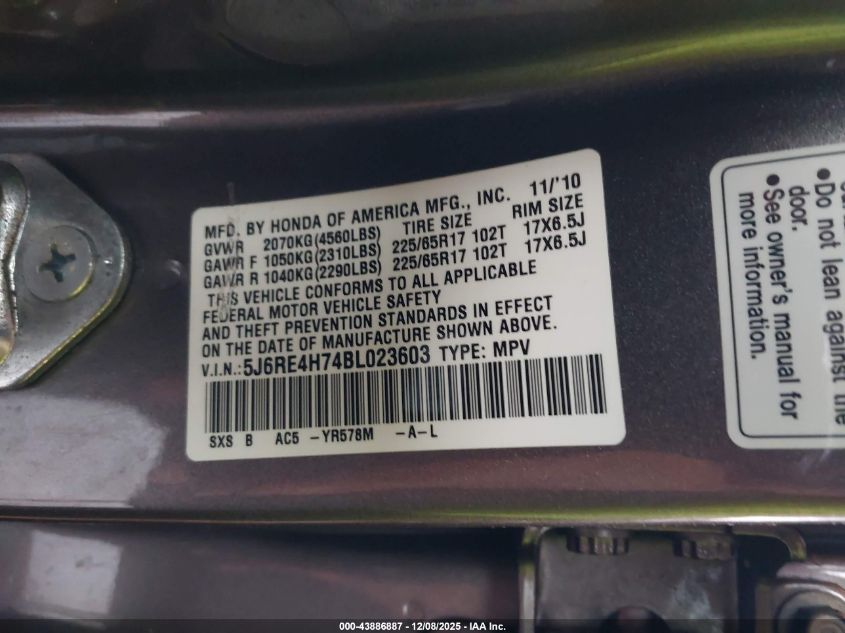 MFD. BY HONDA OF AMERICA MFG., INC. 11/'10
GVWR 2070KG(4560LBS) TIRE SIZE RIM SIZE
GAWR F 1050KG(2310LBS) 225/65R17 102T 17X6.5J
GAWR R 1040KG(2290LBS) 225/65R17 102T 17X6.5J
THIS VEHICLE CONFORMS TO ALL APPLICABLE
FEDERAL MOTOR VEHICLE SAFETY
AND THEFT PREVENTION STANDARDS IN EFFECT
ON THE DATE OF MANUFACTURE SHOWN ABOVE.
V.I.N.:5J6RE4H74BL023603 TYPE: MPV
SXS B AC5 -YR578M -A-L
•Do not lean against the
door.
•See owner's manual for
more information.
000-43886887 - 12/08/2025 - IAA Inc.